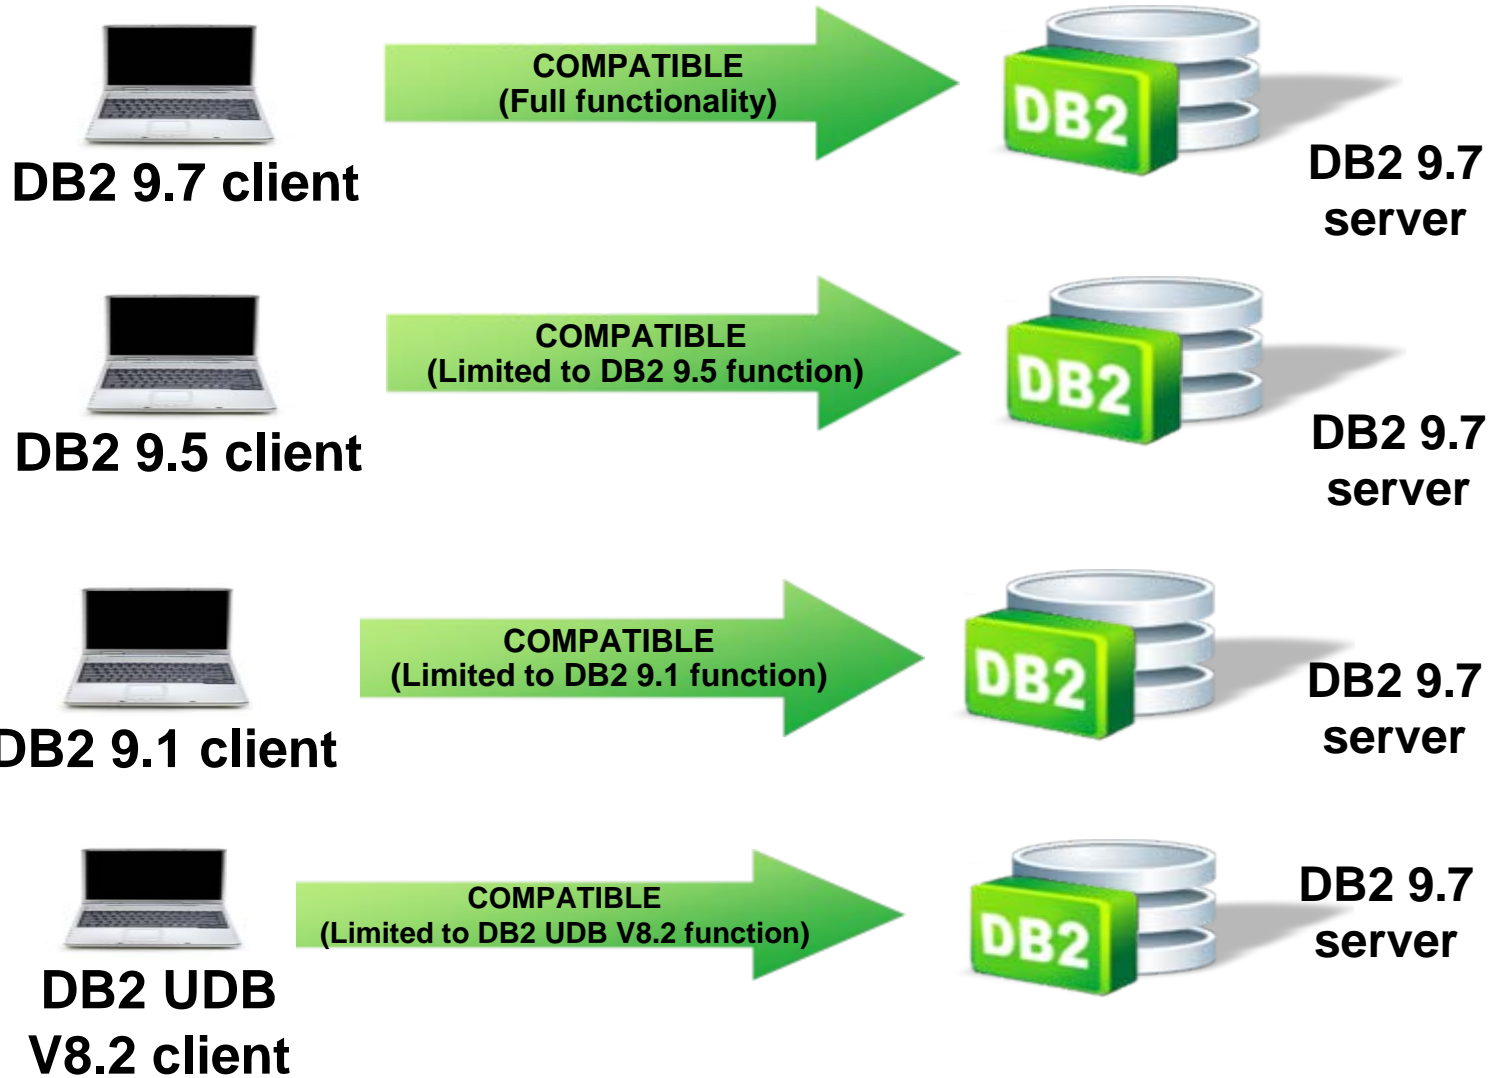 COMPATIBLE
(Full functionality)
DB2
DB2 9.7 client
DB2 9.7
server
COMPATIBLE
(Limited to DB2 9.5 function)
DB2
DB2 9.5 client
DB2 9.7
server
COMPATIBLE
(Limited to DB2 9.1 function)
DB2
DB2 9.1 client
DB2 9.7
server
COMPATIBLE
(Limited to DB2 UDB V8.2 function)
DB2
DB2 9.7
server
DB2 UDB
V8.2 client